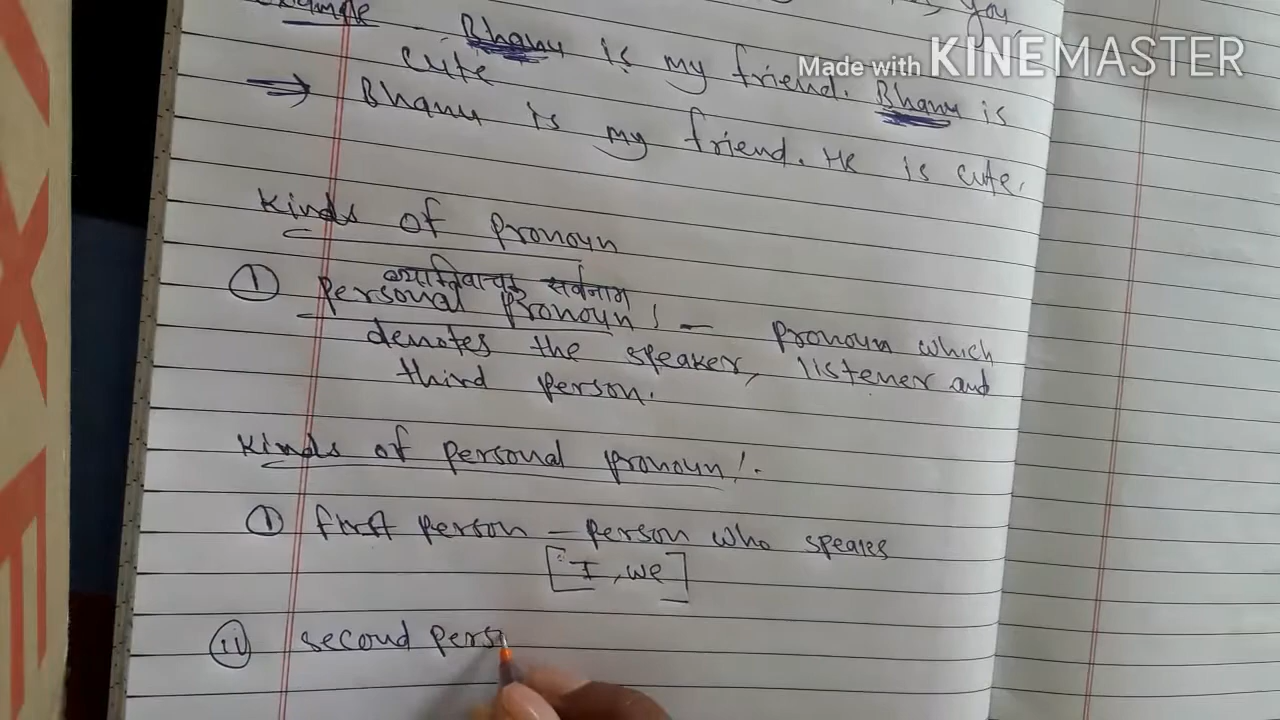 Example Bhanu is my friend. Bhanu is
cute
⇒ Bhanu is my friend. He is cute.
Made with KINEMASTER
Kinds of pronoun
व्यक्तिवाचक सर्वनाम
① personal pronoun :- pronoun which
denotes the speaker, listener and
third person.
Kinds of personal pronoun :-
① first person - person who speaks
[I, we]
(ii) second pers